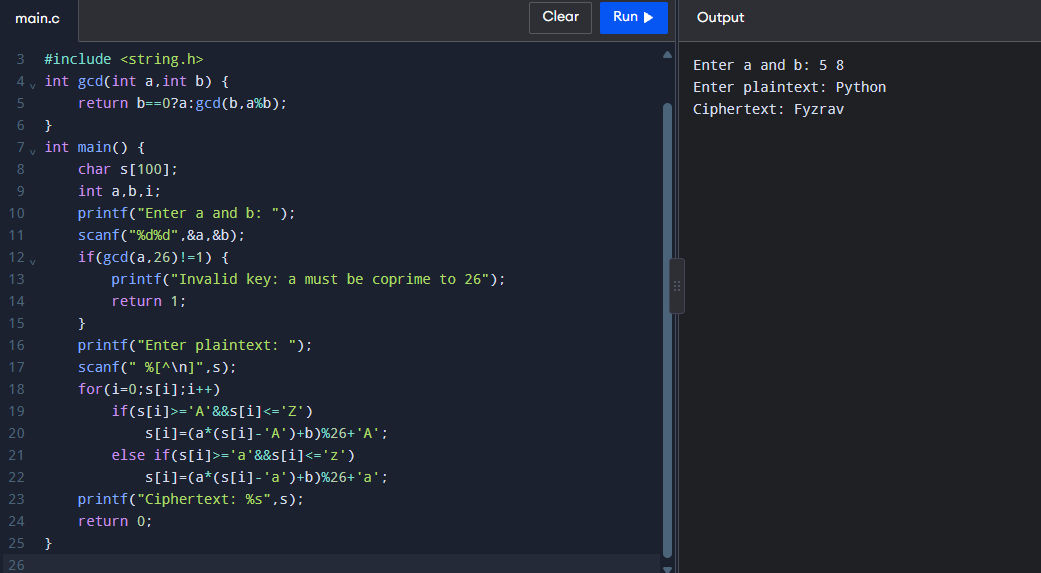 main.c
Clear
Run
Output
3 #include <string.h>
4 int gcd(int a,int b) {
5     return b==0?a:gcd(b,a%b);
6 }
7 int main() {
8     char s[100];
9     int a,b,i;
10     printf("Enter a and b: ");
11     scanf("%d%d",&a,&b);
12     if(gcd(a,26)!=1) {
13         printf("Invalid key: a must be coprime to 26");
14         return 1;
15     }
16     printf("Enter plaintext: ");
17     scanf(" %[^\n]",s);
18     for(i=0;s[i];i++)
19         if(s[i]>='A'&&s[i]<='Z')
20             s[i]=(a*(s[i]-'A')+b)%26+'A';
21         else if(s[i]>='a'&&s[i]<='z')
22             s[i]=(a*(s[i]-'a')+b)%26+'a';
23     printf("Ciphertext: %s",s);
24     return 0;
25 }
26
Enter a and b: 5 8
Enter plaintext: Python
Ciphertext: Fyzrav